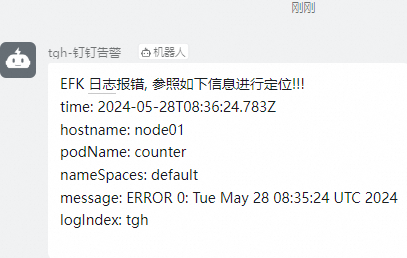 刚刚
tgh-钉钉告警 机器人
EFK 日志报错, 参照如下信息进行定位!!!
time: 2024-05-28T08:36:24.783Z
hostname: node01
podName: counter
nameSpaces: default
message: ERROR 0: Tue May 28 08:35:24 UTC 2024
logIndex: tgh